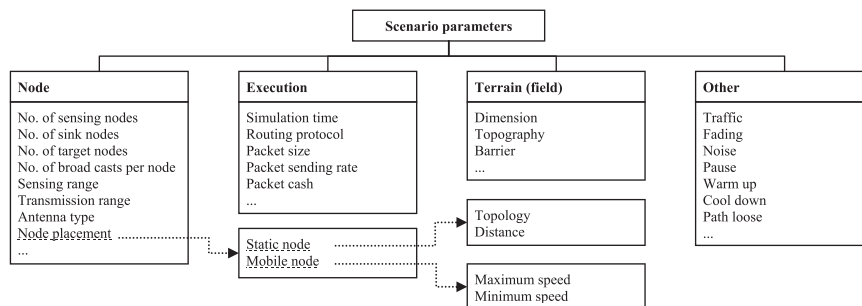 Scenario parameters
Node
No. of sensing nodes
No. of sink nodes
No. of target nodes
No. of broad casts per node
Sensing range
Transmission range
Antenna type
Node placement
...
Execution
Simulation time
Routing protocol
Packet size
Packet sending rate
Packet cash
...
Static node
Mobile node
Terrain (field)
Dimension
Topography
Barrier
...
Topology
Distance
Maximum speed
Minimum speed
Other
Traffic
Fading
Noise
Pause
Warm up
Cool down
Path loose
...